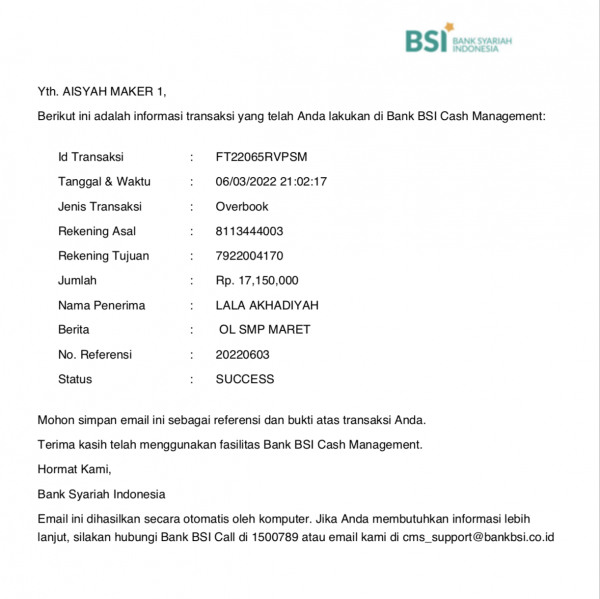 BSI BANK SYARIAH
INDONESIA
Yth. AISYAH MAKER 1,
Berikut ini adalah informasi transaksi yang telah Anda lakukan di Bank BSI Cash Management:
Id Transaksi : FT22065RVPSM
Tanggal & Waktu : 06/03/2022 21:02:17
Jenis Transaksi : Overbook
Rekening Asal : 8113444003
Rekening Tujuan : 7922004170
Jumlah : Rp. 17,150,000
Nama Penerima : LALA AKHADIYAH
Berita : OL SMP MARET
No. Referensi : 20220603
Status : SUCCESS
Mohon simpan email ini sebagai referensi dan bukti atas transaksi Anda.
Terima kasih telah menggunakan fasilitas Bank BSI Cash Management.
Hormat Kami,
Bank Syariah Indonesia
Email ini dihasilkan secara otomatis oleh komputer. Jika Anda membutuhkan informasi lebih
lanjut, silakan hubungi Bank BSI Call di 1500789 atau email kami di cms_support@bankbsi.co.id